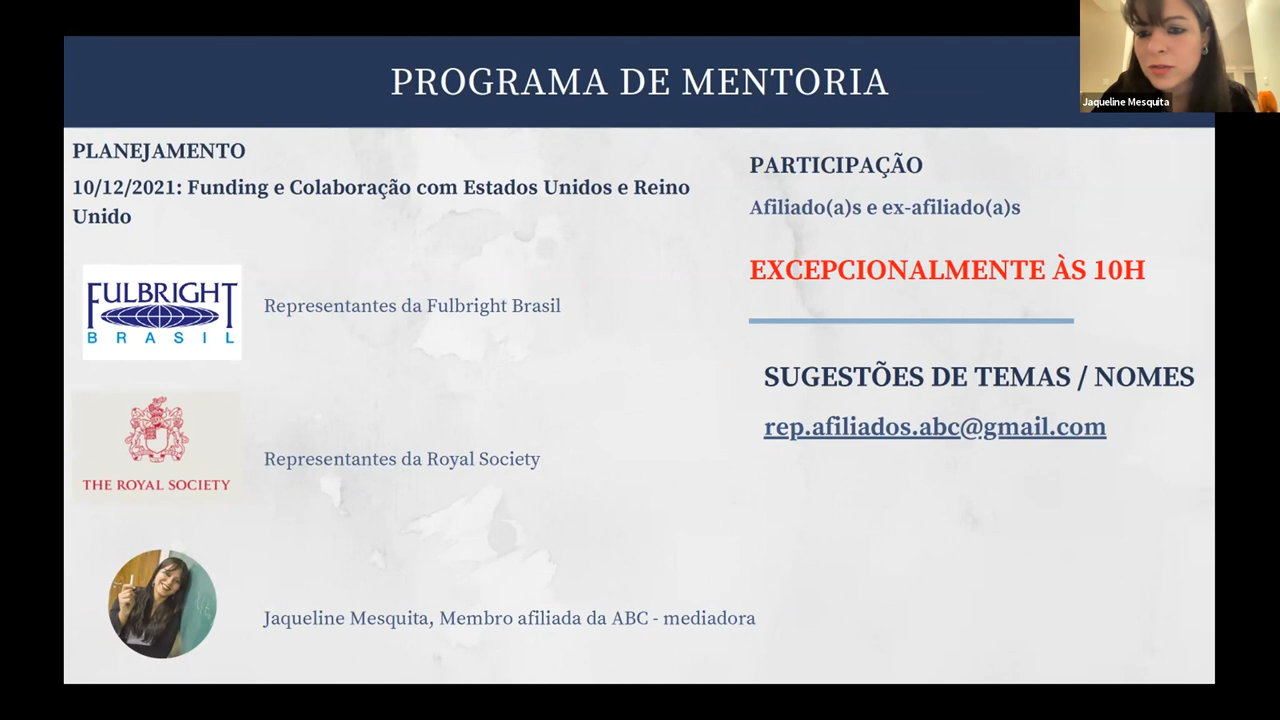 PROGRAMA DE MENTORIA
Jaqueline Mesquita
PLANEJAMENTO
10/12/2021: Funding e Colaboração com Estados Unidos e Reino
Unido
FULBRIGHT
BRASIL
Representantes da Fulbright Brasil
THE ROYAL SOCIETY
Representantes da Royal Society
Jaqueline Mesquita, Membro afiliada da ABC - mediadora
PARTICIPAÇÃO
Afiliado(a)s e ex-afiliado(a)s
EXCEPCIONALMENTE ÀS 10H
SUGESTÕES DE TEMAS / NOMES
rep.afiliados.abc@gmail.com